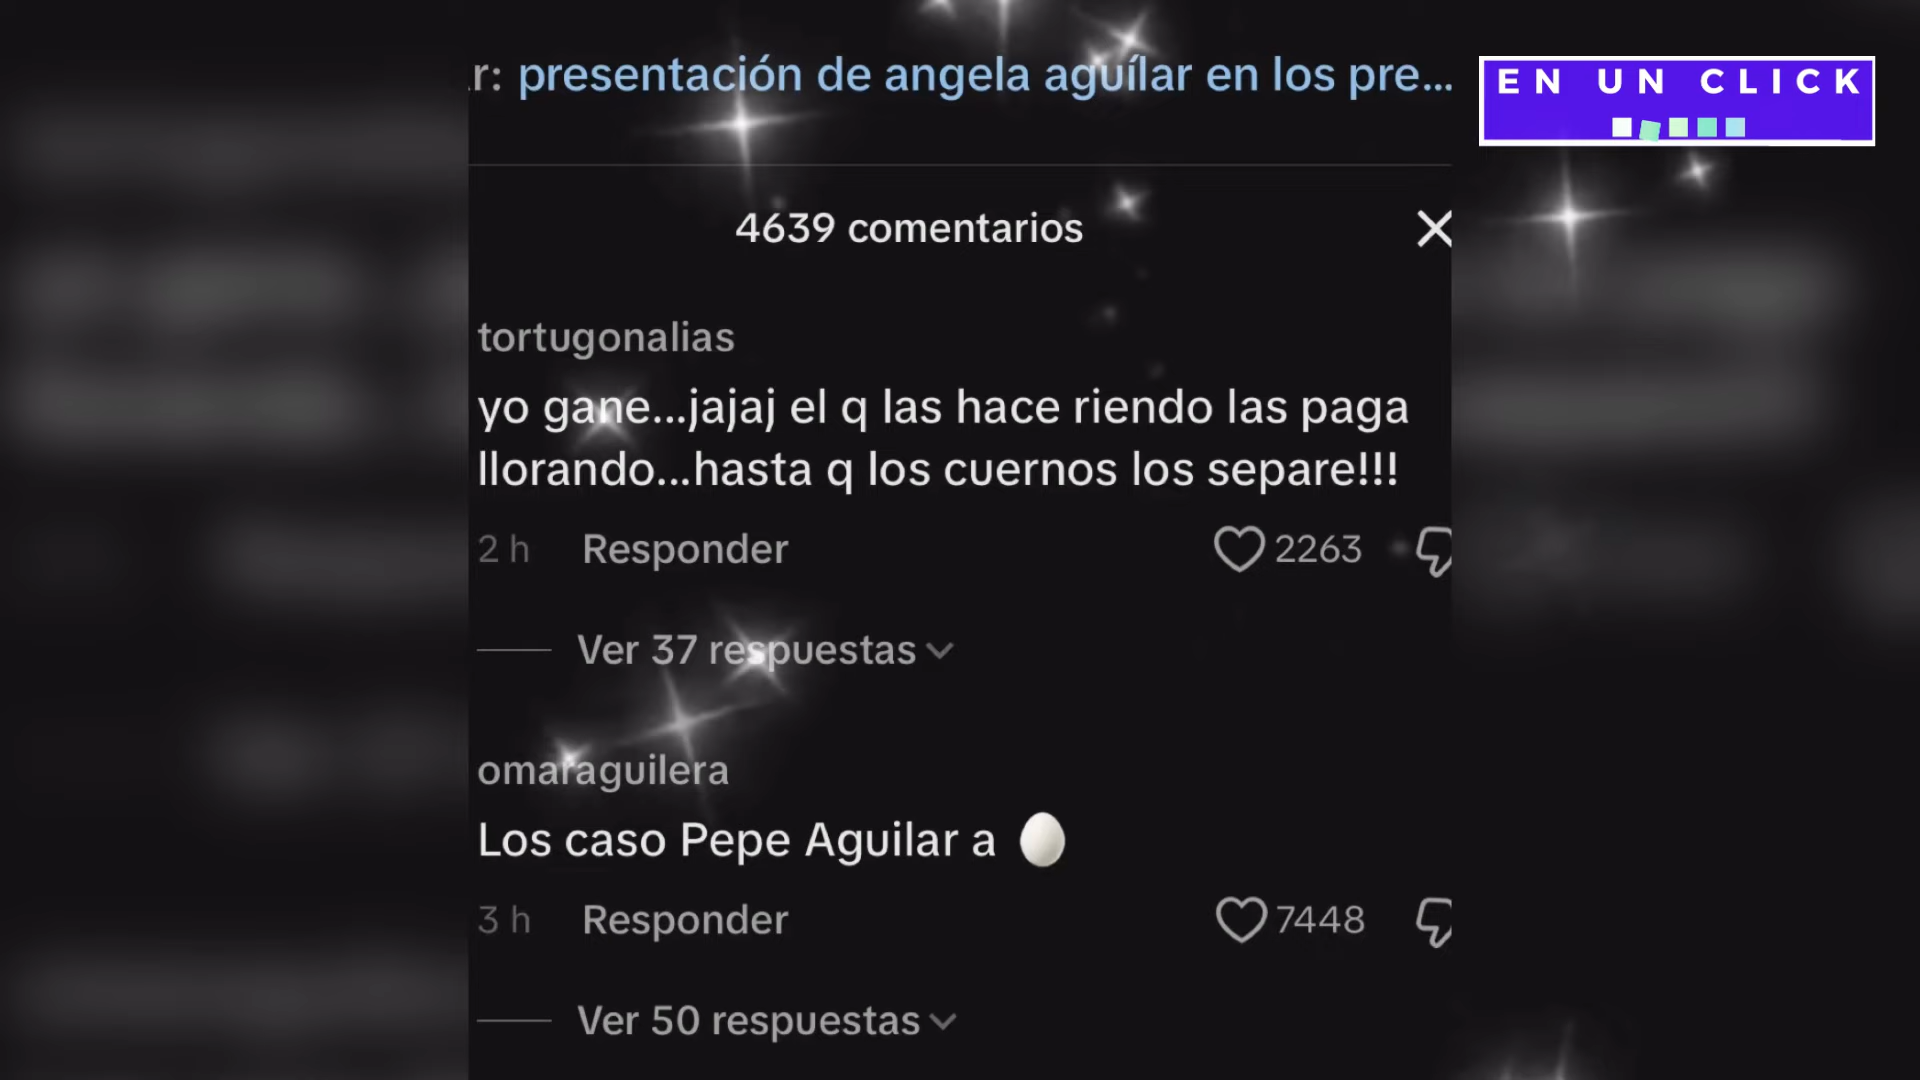 r: presentación de angela aguílar en los pre...
EN UN CLICK
4639 comentarios
tortugonalias
yo gane...jajaj el q las hace riendo las paga
llorando...hasta q los cuernos los separe!!!
2 h Responder 2263
Ver 37 respuestas
omaraguilera
Los caso Pepe Aguilar a 🥚
3 h Responder 7448
Ver 50 respuestas